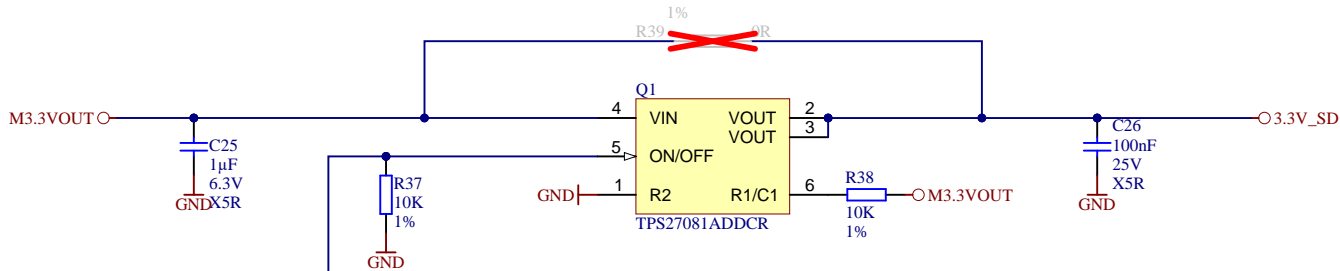 1%
R39 0R
Q1
M3.3VOUT
4 VIN VOUT 2
VOUT 3
3.3V_SD
C25
1µF
6.3V
X5R
GND
5 ON/OFF
C26
100nF
25V
X5R
GND
R37
10K
1%
GND
GND 1 R2 R1/C1 6
R38
10K
1%
M3.3VOUT
TPS27081ADDCR